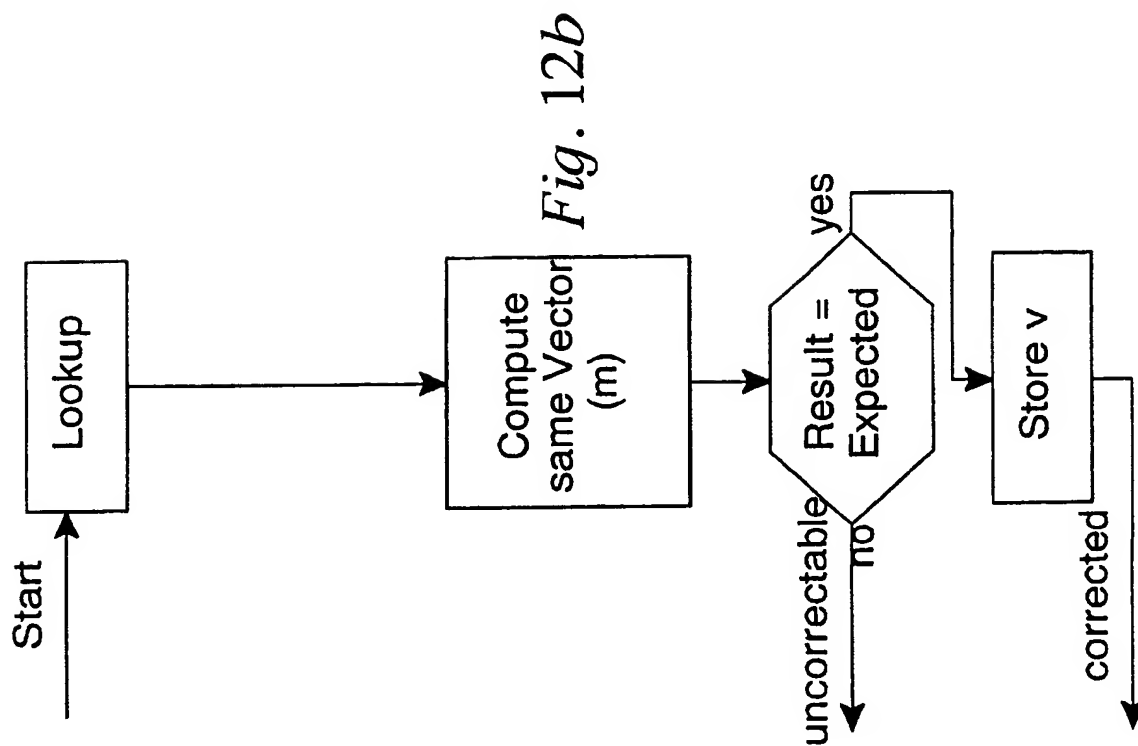 Start
Lookup
Compute
same Vector
(m)
Result =
Expected
yes
uncorrectable
no
Store v
corrected
Fig. 12b